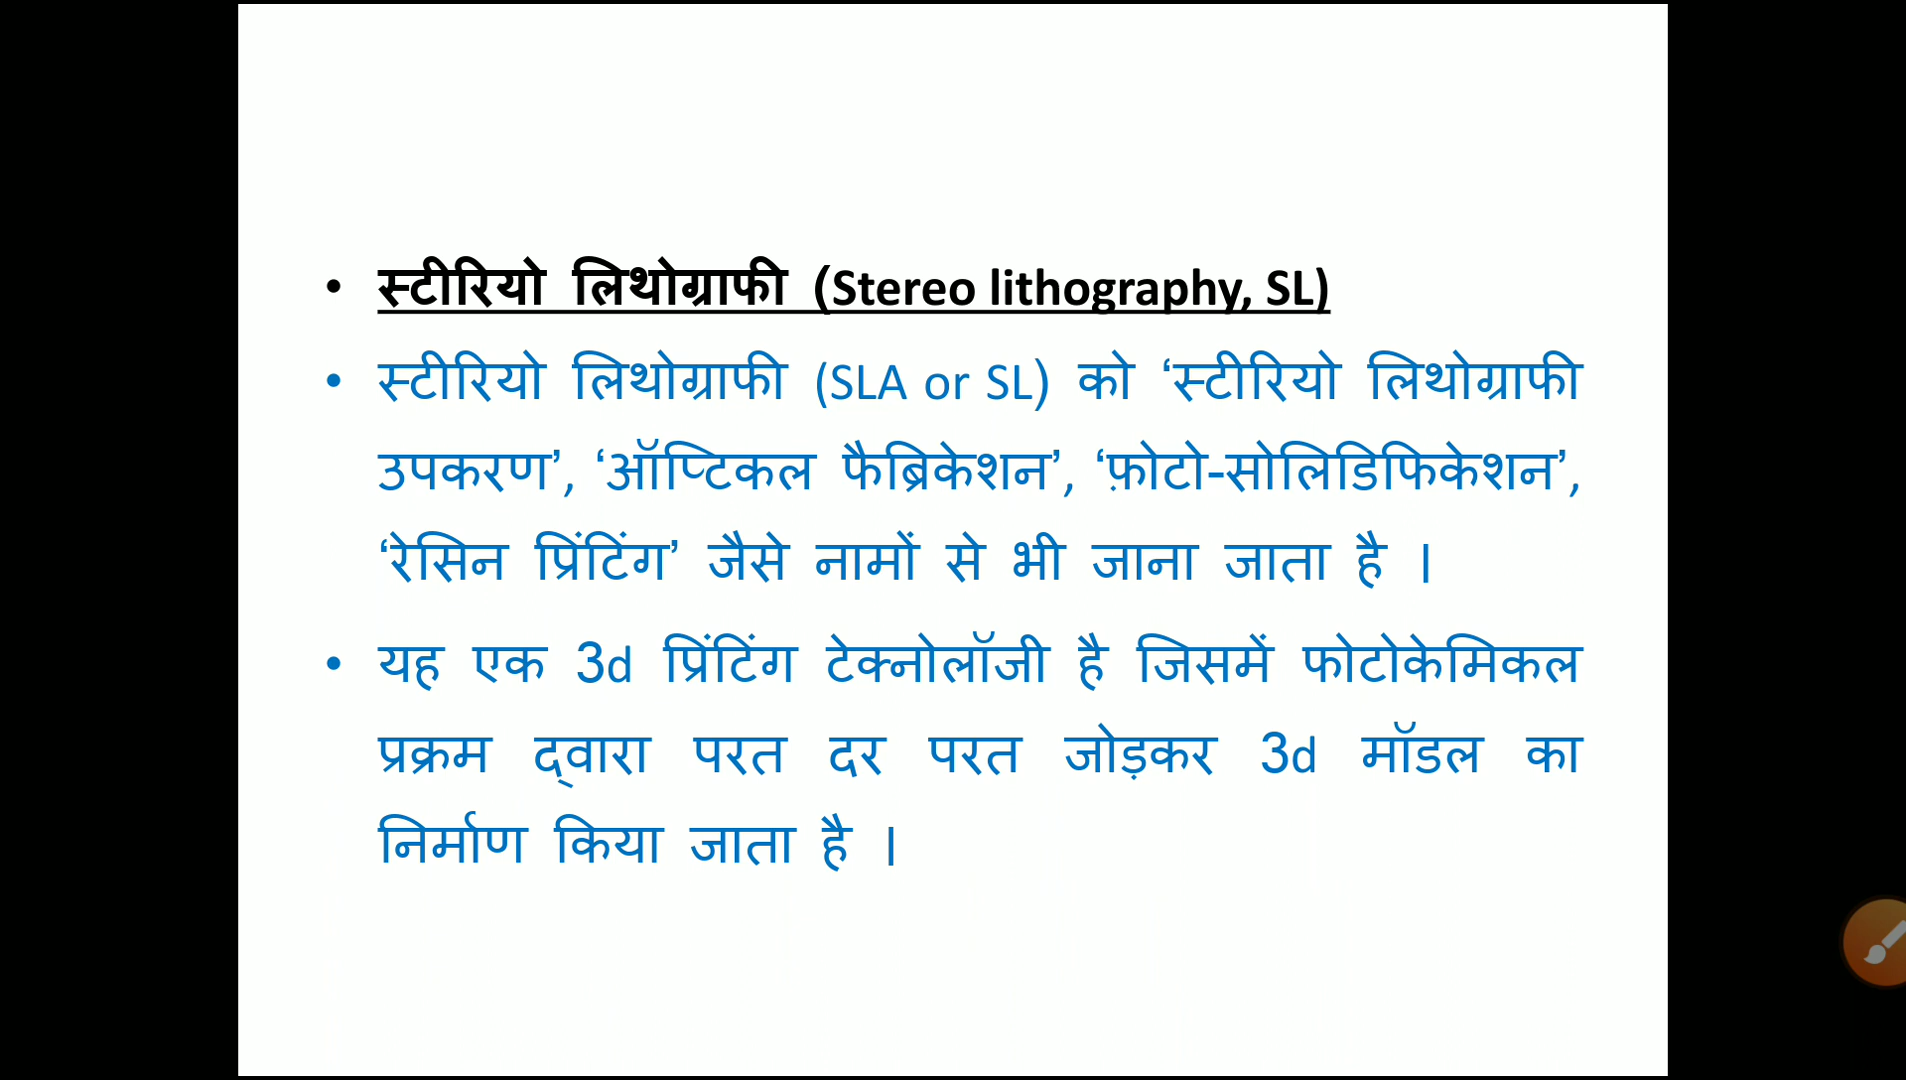 • स्टीरियो लिथोग्राफी (Stereo lithography, SL)
• स्टीरियो लिथोग्राफी (SLA or SL) को ‘स्टीरियो लिथोग्राफी
उपकरण’, ‘ऑप्टिकल फैब्रिकेशन’, ‘फ़ोटो-सोलिडिफिकेशन’,
‘रेसिन प्रिंटिंग’ जैसे नामों से भी जाना जाता है ।
• यह एक 3d प्रिंटिंग टेक्नोलॉजी है जिसमें फोटोकेमिकल
प्रक्रम द्वारा परत दर परत जोड़कर 3d मॉडल का
निर्माण किया जाता है ।